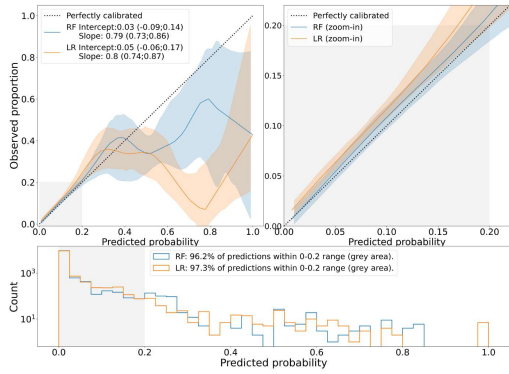 Perfectly calibrated
RF Intercept:0.03 (-0.09;0.14)
Slope: 0.79 (0.73;0.86)
LR Intercept:0.05 (-0.06;0.17)
Slope: 0.8 (0.74;0.87)
Observed proportion
1.0
0.8
0.6
0.4
0.2
0.0
0.0 0.2 0.4 0.6 0.8 1.0
Predicted probability
Perfectly calibrated
RF (zoom-in)
LR (zoom-in)
0.20
0.15
0.10
0.05
0.00
0.00 0.05 0.10 0.15 0.20
Predicted probability
RF: 96.2% of predictions within 0-0.2 range (grey area).
LR: 97.3% of predictions within 0-0.2 range (grey area).
Count
10³
10¹
0.0 0.2 0.4 0.6 0.8 1.0
Predicted probability